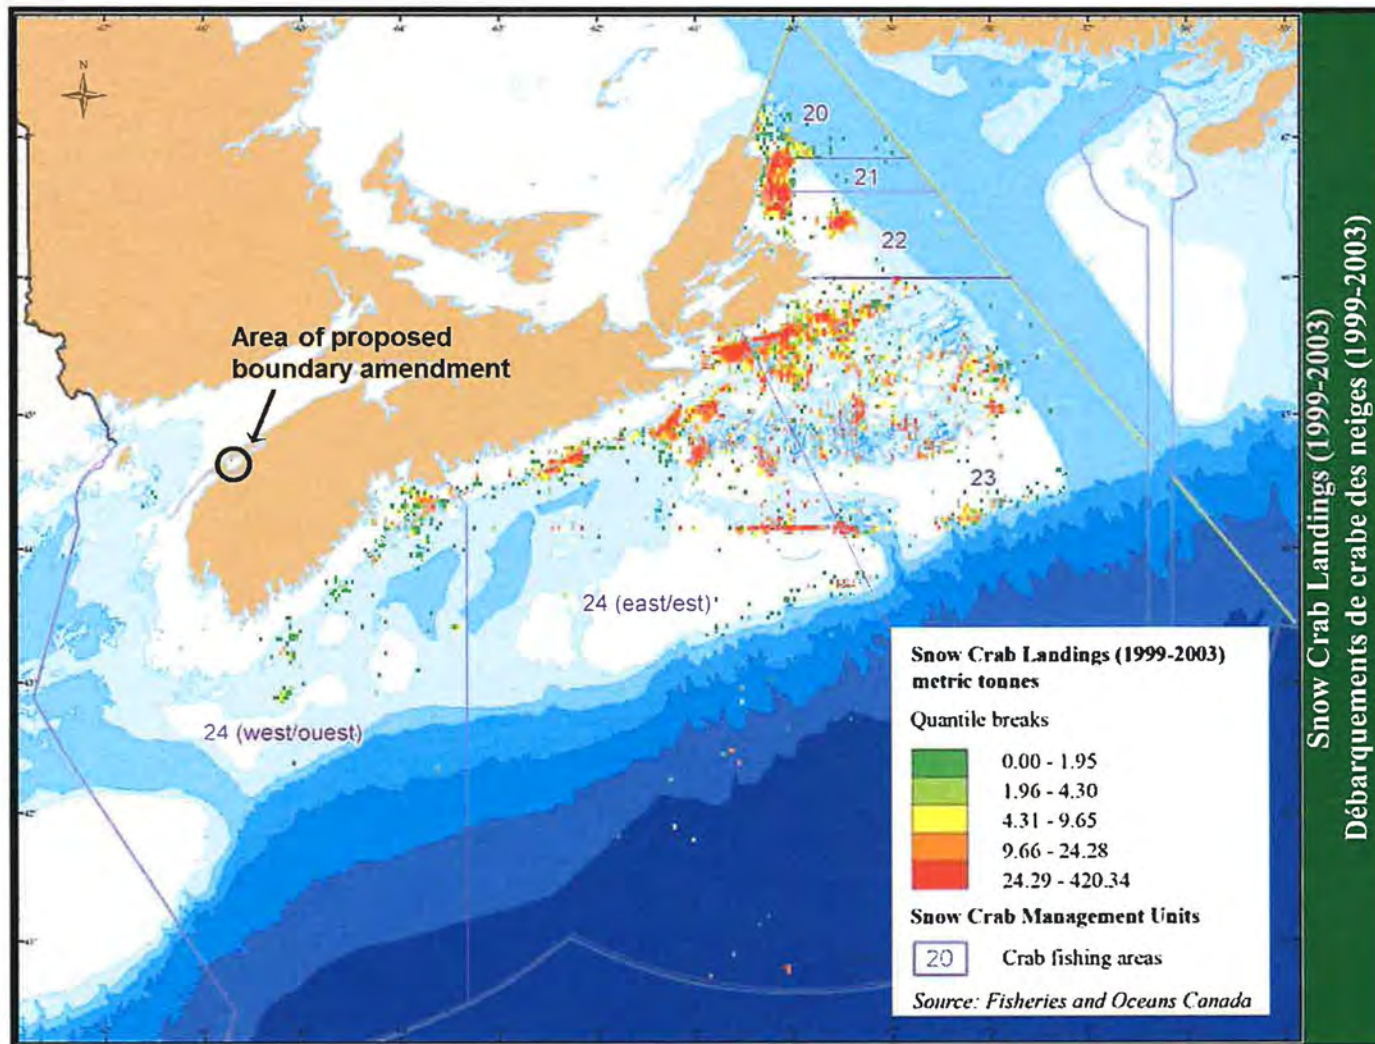 N
20
21
22
Area of proposed
boundary amendment
23
24 (east/est)
24 (west/ouest)
Snow Crab Landings (1999-2003)
metric tonnes
Quantile breaks
0.00 - 1.95
1.96 - 4.30
4.31 - 9.65
9.66 - 24.28
24.29 - 420.34
Snow Crab Management Units
20 Crab fishing areas
Source: Fisheries and Oceans Canada
Snow Crab Landings (1999-2003)
Débarquements de crabe des neiges (1999-2003)